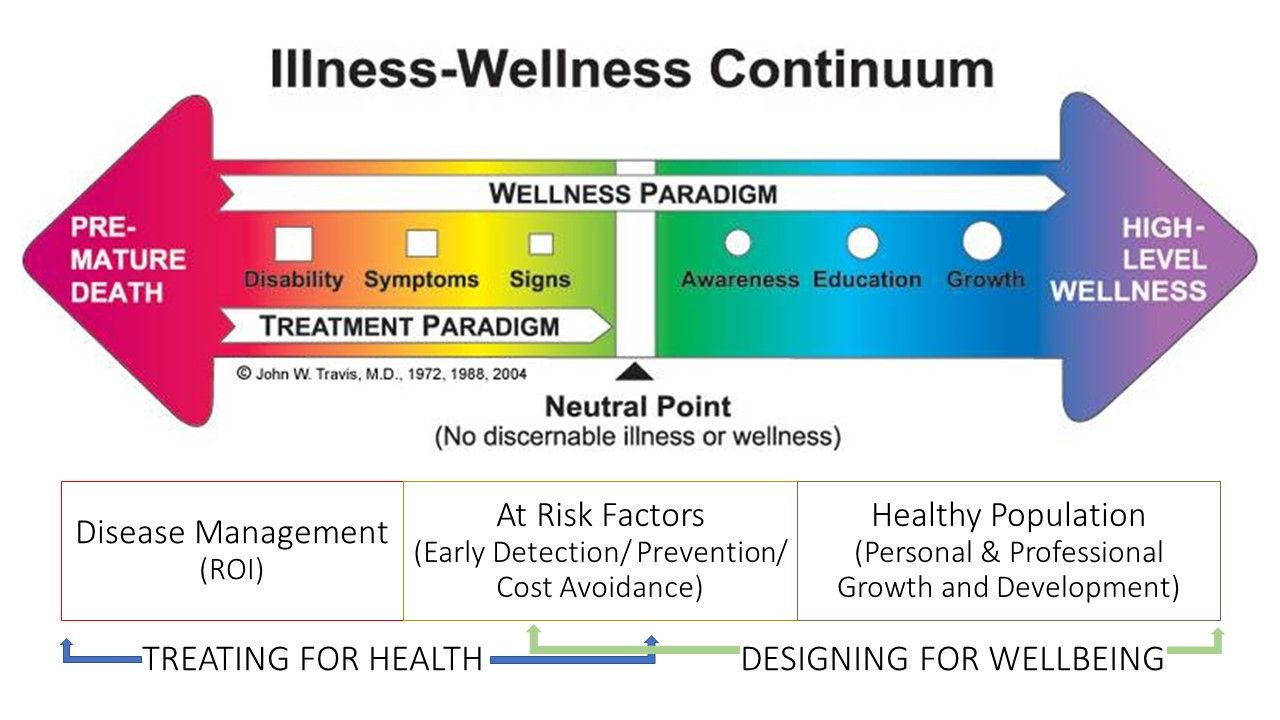 Illness-Wellness Continuum
WELLNESS PARADIGM
PRE-
MATURE
DEATH
HIGH-
LEVEL
WELLNESS
Disability Symptoms Signs Awareness Education Growth
TREATMENT PARADIGM
© John W. Travis, M.D., 1972, 1988, 2004
Neutral Point
(No discernable illness or wellness)
Disease Management
(ROI)
At Risk Factors
(Early Detection/ Prevention/
Cost Avoidance)
Healthy Population
(Personal & Professional
Growth and Development)
TREATING FOR HEALTH
DESIGNING FOR WELLBEING